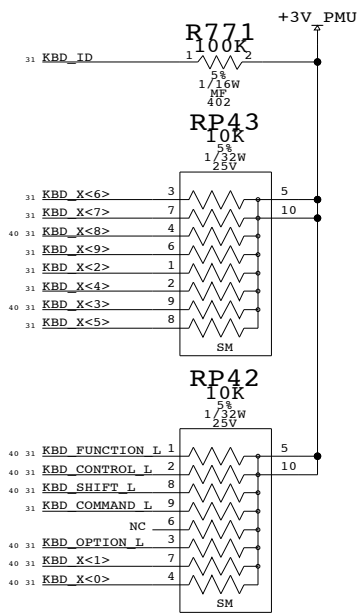 +3V_PMU
R771
100K
31 KBD_ID 1 2
5%
1/16W
MF
402
RP43
10K
5%
1/32W
25V
31 KBD_X<6> 3 5
31 KBD_X<7> 7 10
40 31 KBD_X<8> 4
31 KBD_X<9> 6
31 KBD_X<2> 1
31 KBD_X<4> 2
40 31 KBD_X<3> 9
31 KBD_X<5> 8
SM
RP42
10K
5%
1/32W
25V
40 31 KBD_FUNCTION_L 1 5
40 31 KBD_CONTROL_L 2 10
40 31 KBD_SHIFT_L 8
31 KBD_COMMAND_L 9
NC 6
40 31 KBD_OPTION_L 3
40 31 KBD_X<1> 7
40 31 KBD_X<0> 4
SM